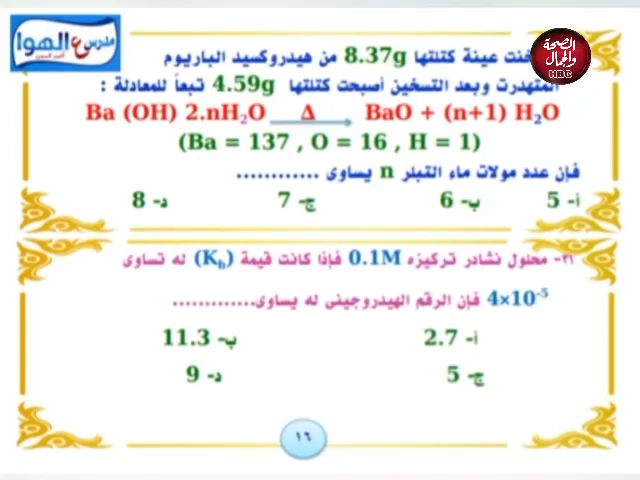 مدرس ع الهوا
الصحة والجمال
HBC
عينة كتلتها 8.37g من هيدروكسيد الباريوم
المتهدرت وبعد التسخين أصبحت كتلتها 4.59g تبعاً للمعادلة :
Ba (OH) 2.nH₂O Δ BaO + (n+1) H₂O
(Ba = 137 , O = 16 , H = 1)
فإن عدد مولات ماء التبلر n يساوى ............
أ- 5 ب- 6 ج- 7 د- 8
٣١- محلول نشادر تركيزه 0.1M فإذا كانت قيمة (Kb) له تساوى
4×10⁻⁵ فإن الرقم الهيدروجينى له يساوى.............
أ- 2.7 ب- 11.3
ج- 5 د- 9
١٦